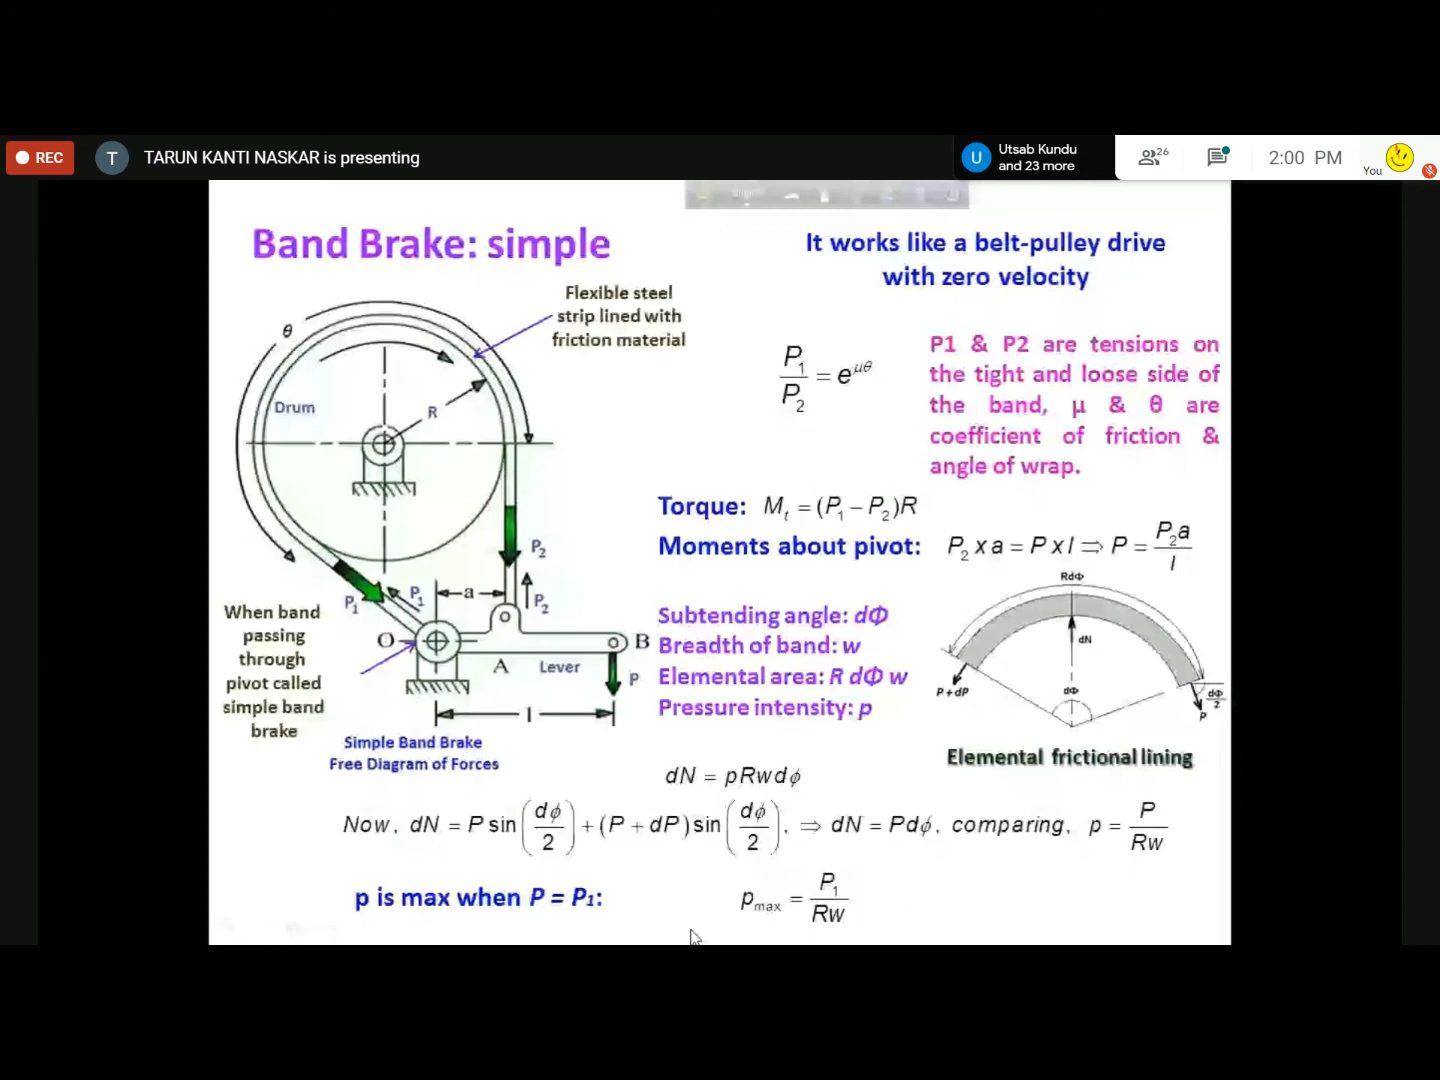 REC
T
TARUN KANTI NASKAR is presenting
U
Utsab Kundu
and 23 more
26
2:00 PM
You
Band Brake: simple
It works like a belt-pulley drive
with zero velocity
Flexible steel
strip lined with
friction material
θ
Drum
R
P₁/P₂ = e^μθ
P1 & P2 are tensions on
the tight and loose side of
the band, μ & θ are
coefficient of friction &
angle of wrap.
Torque: Mₜ = (P₁ − P₂)R
Moments about pivot: P₂ x a = P x l ⇒ P = P₂a/l
P₂
P₁
P₁
a
P₂
O
A
Lever
B
P
l
When band
passing
through
pivot called
simple band
brake
Simple Band Brake
Free Diagram of Forces
Subtending angle: dΦ
Breadth of band: w
Elemental area: R dΦ w
Pressure intensity: p
RdΦ
dN
P+dP
dΦ
P
dΦ/2
Elemental frictional lining
dN = pRwdϕ
Now, dN = P sin(dϕ/2) + (P + dP) sin(dϕ/2), ⇒ dN = Pdϕ, comparing, p = P/Rw
p is max when P = P₁: p_max = P₁/Rw